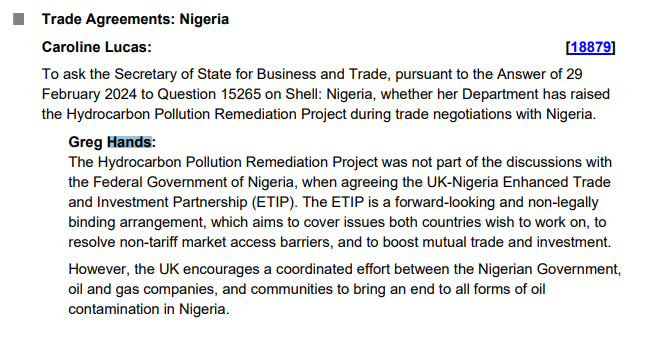 Trade Agreements: Nigeria
Caroline Lucas: [18879]
To ask the Secretary of State for Business and Trade, pursuant to the Answer of 29
February 2024 to Question 15265 on Shell: Nigeria, whether her Department has raised
the Hydrocarbon Pollution Remediation Project during trade negotiations with Nigeria.
Greg Hands:
The Hydrocarbon Pollution Remediation Project was not part of the discussions with
the Federal Government of Nigeria, when agreeing the UK-Nigeria Enhanced Trade
and Investment Partnership (ETIP). The ETIP is a forward-looking and non-legally
binding arrangement, which aims to cover issues both countries wish to work on, to
resolve non-tariff market access barriers, and to boost mutual trade and investment.
However, the UK encourages a coordinated effort between the Nigerian Government,
oil and gas companies, and communities to bring an end to all forms of oil
contamination in Nigeria.